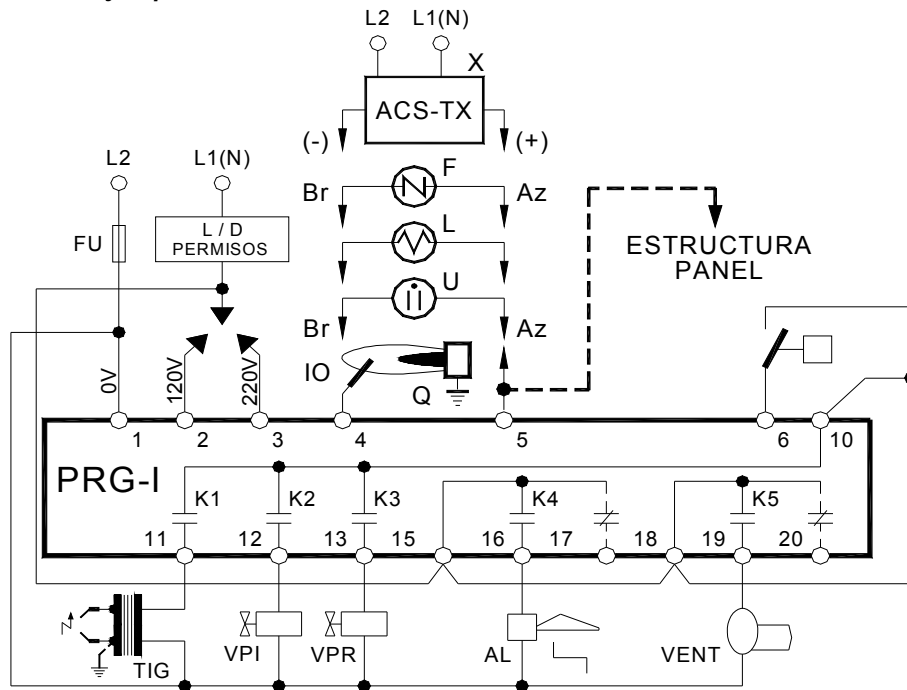 L2 L1(N)
X
ACS-TX
(-) (+)
L2 L1(N)
F
Br Az
FU
L / D
PERMISOS
L
ESTRUCTURA
PANEL
U
Br Az
IO
Q
0V
120V
220V
1 2 3 4 5 6 10
PRG-I
K1 K2 K3 K4 K5
11 12 13 15 16 17 18 19 20
TIG
VPI
VPR
AL
VENT